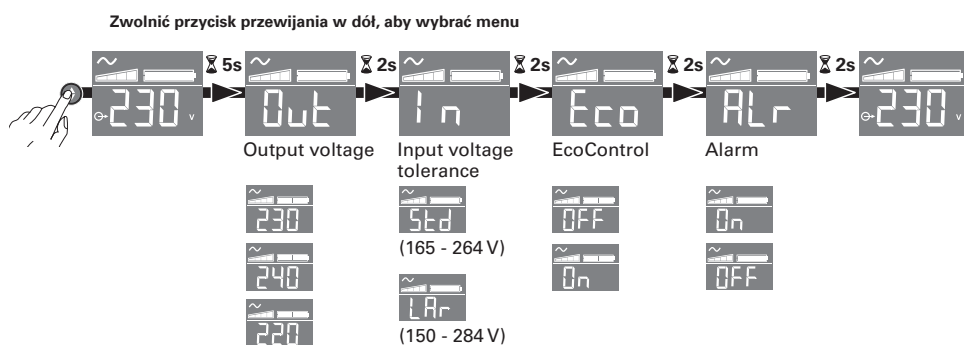 Zwolnić przycisk przewijania w dół, aby wybrać menu
230 v 5s Out 2s In 2s Eco 2s ALr 2s 230 v
Output voltage Input voltage tolerance EcoControl Alarm
230 Std OFF On
(165 - 264 V)
240 On OFF
LAr
220 (150 - 284 V)